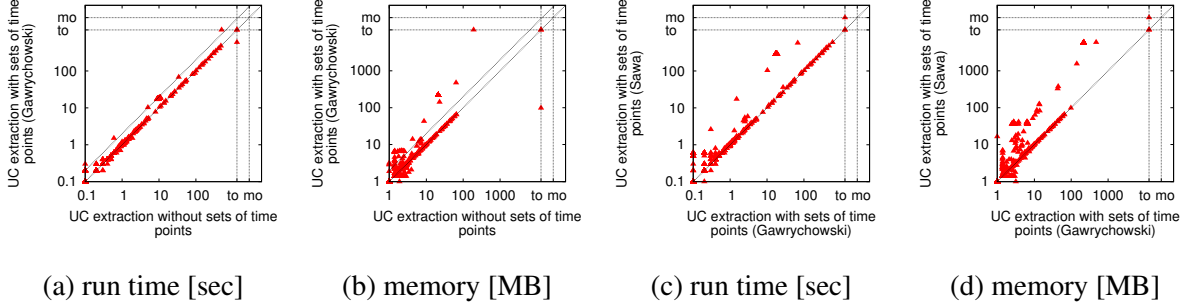 UC extraction with sets of time
points (Gawrychowski)
mo
to
100
10
1
0.1
0.1
1
10
100
to mo
UC extraction without sets of time
points
(a) run time [sec]
UC extraction with sets of time
points (Gawrychowski)
mo
to
1000
100
10
1
1
10
100
1000
to mo
UC extraction without sets of time
points
(b) memory [MB]
UC extraction with sets of time
points (Sawa)
mo
to
100
10
1
0.1
0.1
1
10
100
to mo
UC extraction with sets of time
points (Gawrychowski)
(c) run time [sec]
UC extraction with sets of time
points (Sawa)
mo
to
1000
100
10
1
1
10
100
1000
to mo
UC extraction with sets of time
points (Gawrychowski)
(d) memory [MB]